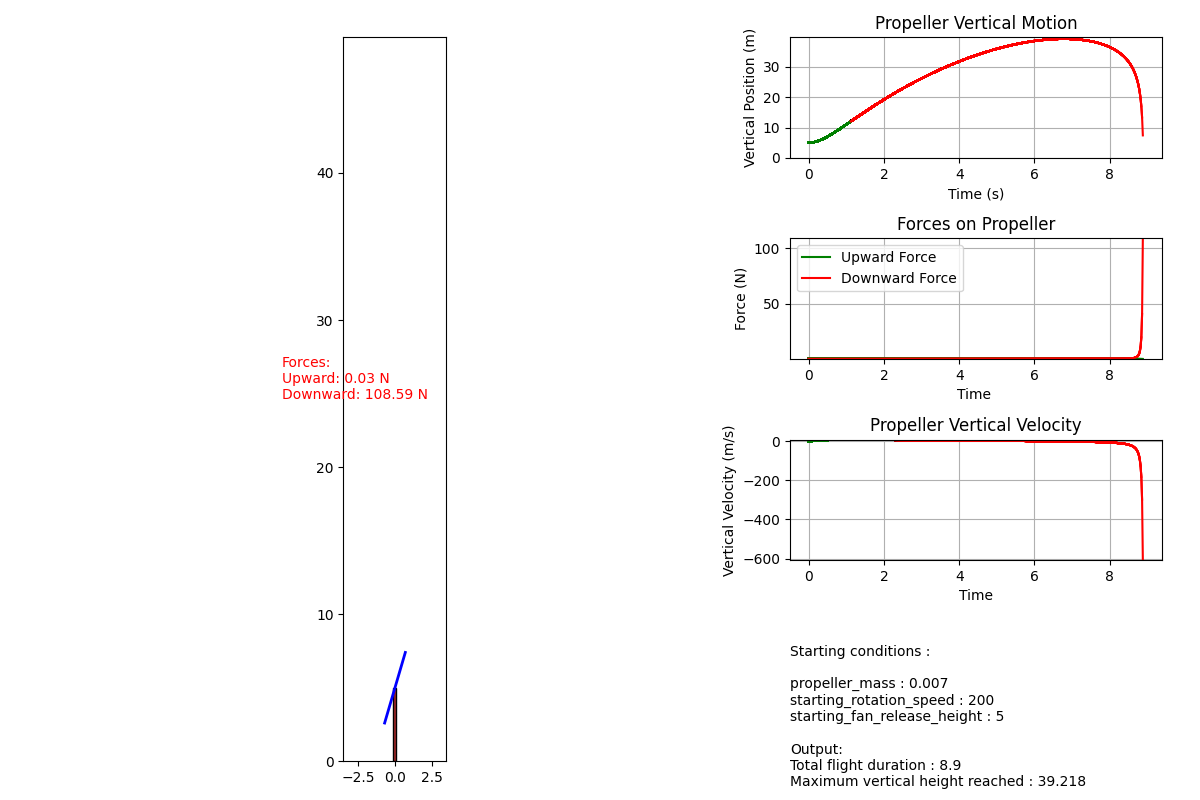 40
30
20
10
0
−2.5 0.0 2.5
Forces:
Upward: 0.03 N
Downward: 108.59 N
Propeller Vertical Motion
Vertical Position (m)
30
20
10
0
0 2 4 6 8
Time (s)
Forces on Propeller
Force (N)
100
50
Upward Force
Downward Force
0 2 4 6 8
Time
Propeller Vertical Velocity
Vertical Velocity (m/s)
0
−200
−400
−600
0 2 4 6 8
Time
Starting conditions :
propeller_mass : 0.007
starting_rotation_speed : 200
starting_fan_release_height : 5
Output:
Total flight duration : 8.9
Maximum vertical height reached : 39.218